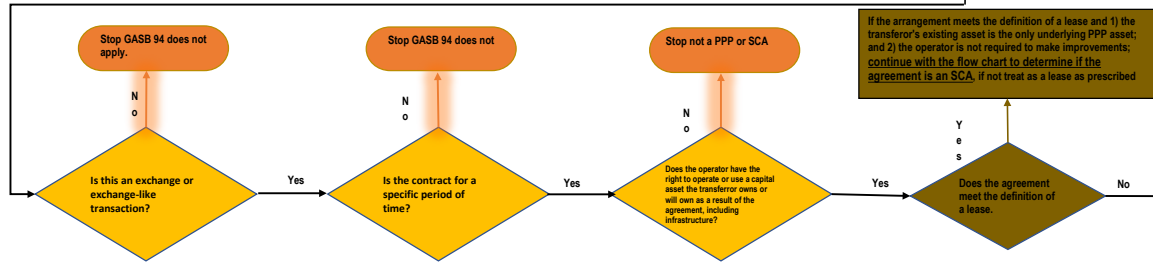 Stop GASB 94 does not
apply.
Stop GASB 94 does not
Stop not a PPP or SCA
If the arrangement meets the definition of a lease and 1) the
transferor's existing asset is the only underlying PPP asset;
and 2) the operator is not required to make improvements;
continue with the flow chart to determine if the
agreement is an SCA, if not treat as a lease as prescribed
N
o
N
o
N
o
Y
e
s
Is this an exchange or
exchange-like
transaction?
Yes
Is the contract for a
specific period of
time?
Yes
Does the operator have the
right to operate or use a capital
asset the transferror owns or
will own as a result of the
agreement, including
infrastructure?
Yes
Does the agreement
meet the definition of
a lease.
No